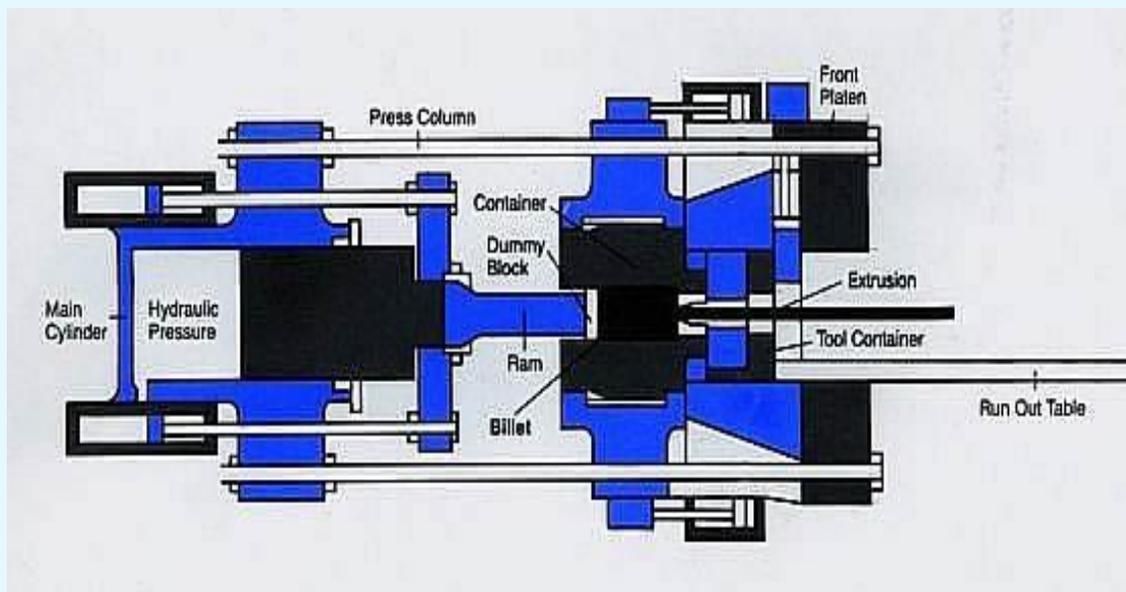 Front
Platen
Press Column
Container
Dummy
Block
Extrusion
Main
Cylinder
Hydraulic
Pressure
Ram
Tool Container
Billet
Run Out Table